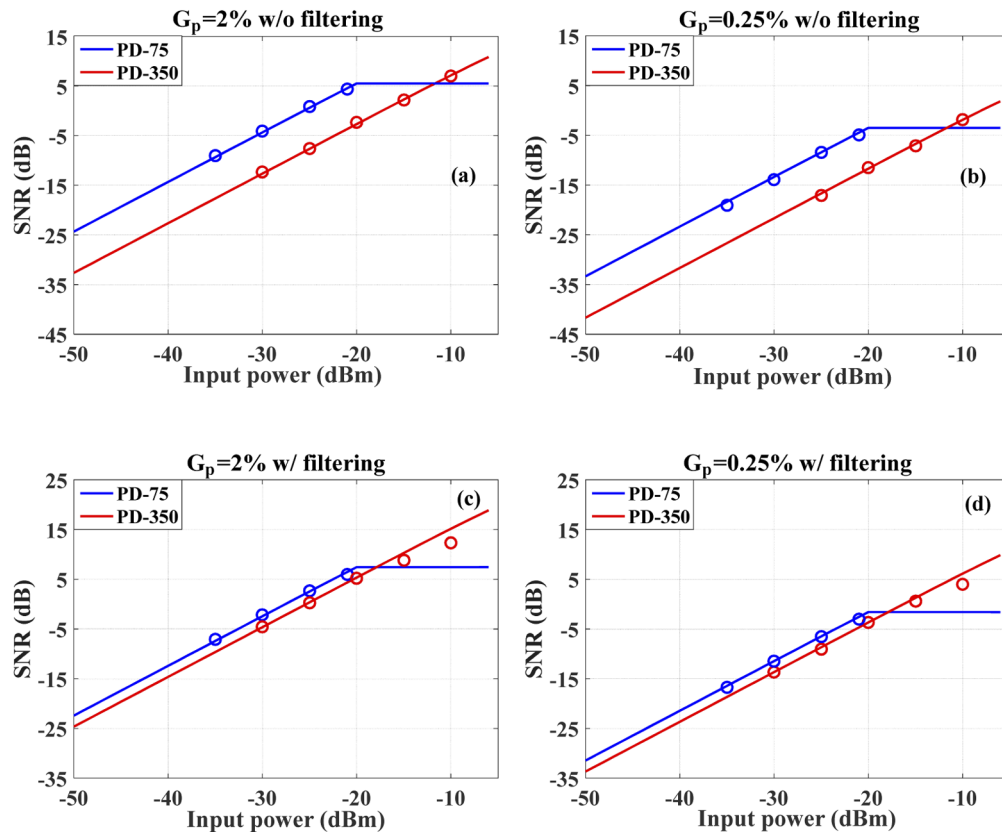 G_p=2% w/o filtering
15
5
-5
-15
-25
-35
-45
SNR (dB)
PD-75
PD-350
(a)
-50 -40 -30 -20 -10
Input power (dBm)
G_p=0.25% w/o filtering
15
5
-5
-15
-25
-35
-45
SNR (dB)
PD-75
PD-350
(b)
-50 -40 -30 -20 -10
Input power (dBm)
G_p=2% w/ filtering
25
15
5
-5
-15
-25
-35
SNR (dB)
PD-75
PD-350
(c)
-50 -40 -30 -20 -10
Input power (dBm)
G_p=0.25% w/ filtering
25
15
5
-5
-15
-25
-35
SNR (dB)
PD-75
PD-350
(d)
-50 -40 -30 -20 -10
Input power (dBm)